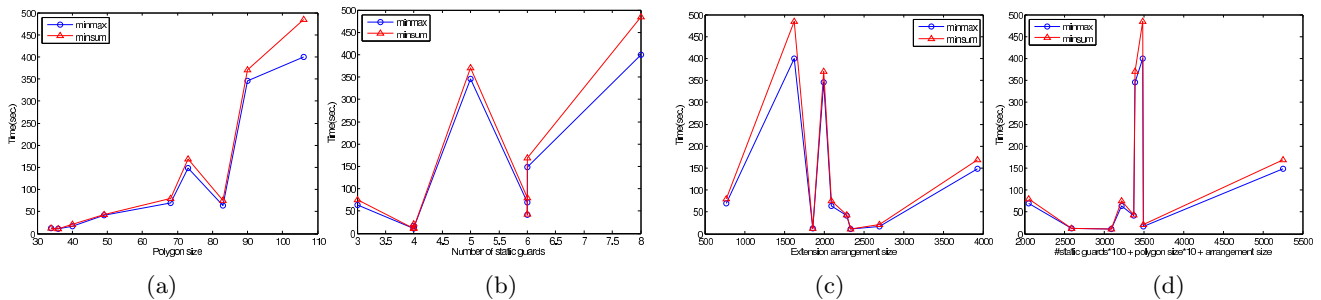 minmax
minsum
500
450
400
350
300
250
200
150
100
50
0
Time(sec.)
30 40 50 60 70 80 90 100 110
Polygon size
(a)
minmax
minsum
500
450
400
350
300
250
200
150
100
50
Time(sec.)
3 3.5 4 4.5 5 5.5 6 6.5 7 7.5 8
Number of static guards
(b)
minmax
minsum
500
450
400
350
300
250
200
150
100
50
0
Time(sec.)
500 1000 1500 2000 2500 3000 3500 4000
Extension arrangement size
(c)
minmax
minsum
500
450
400
350
300
250
200
150
100
50
0
Time(sec.)
2000 2500 3000 3500 4000 4500 5000 5500
#static guards*100 + polygon size*10 + arrangement size
(d)